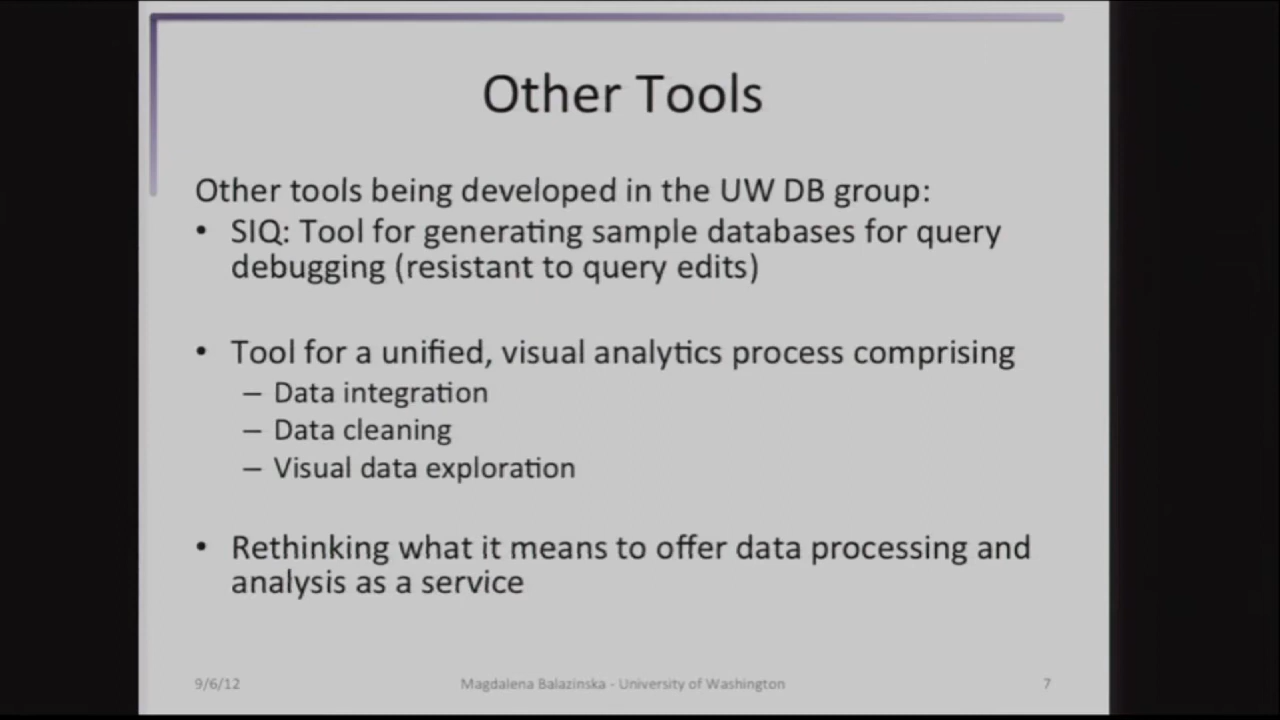 Other Tools
Other tools being developed in the UW DB group:
• SIQ: Tool for generating sample databases for query
debugging (resistant to query edits)
• Tool for a unified, visual analytics process comprising
– Data integration
– Data cleaning
– Visual data exploration
• Rethinking what it means to offer data processing and
analysis as a service
9/6/12 Magdalena Balazinska - University of Washington 7